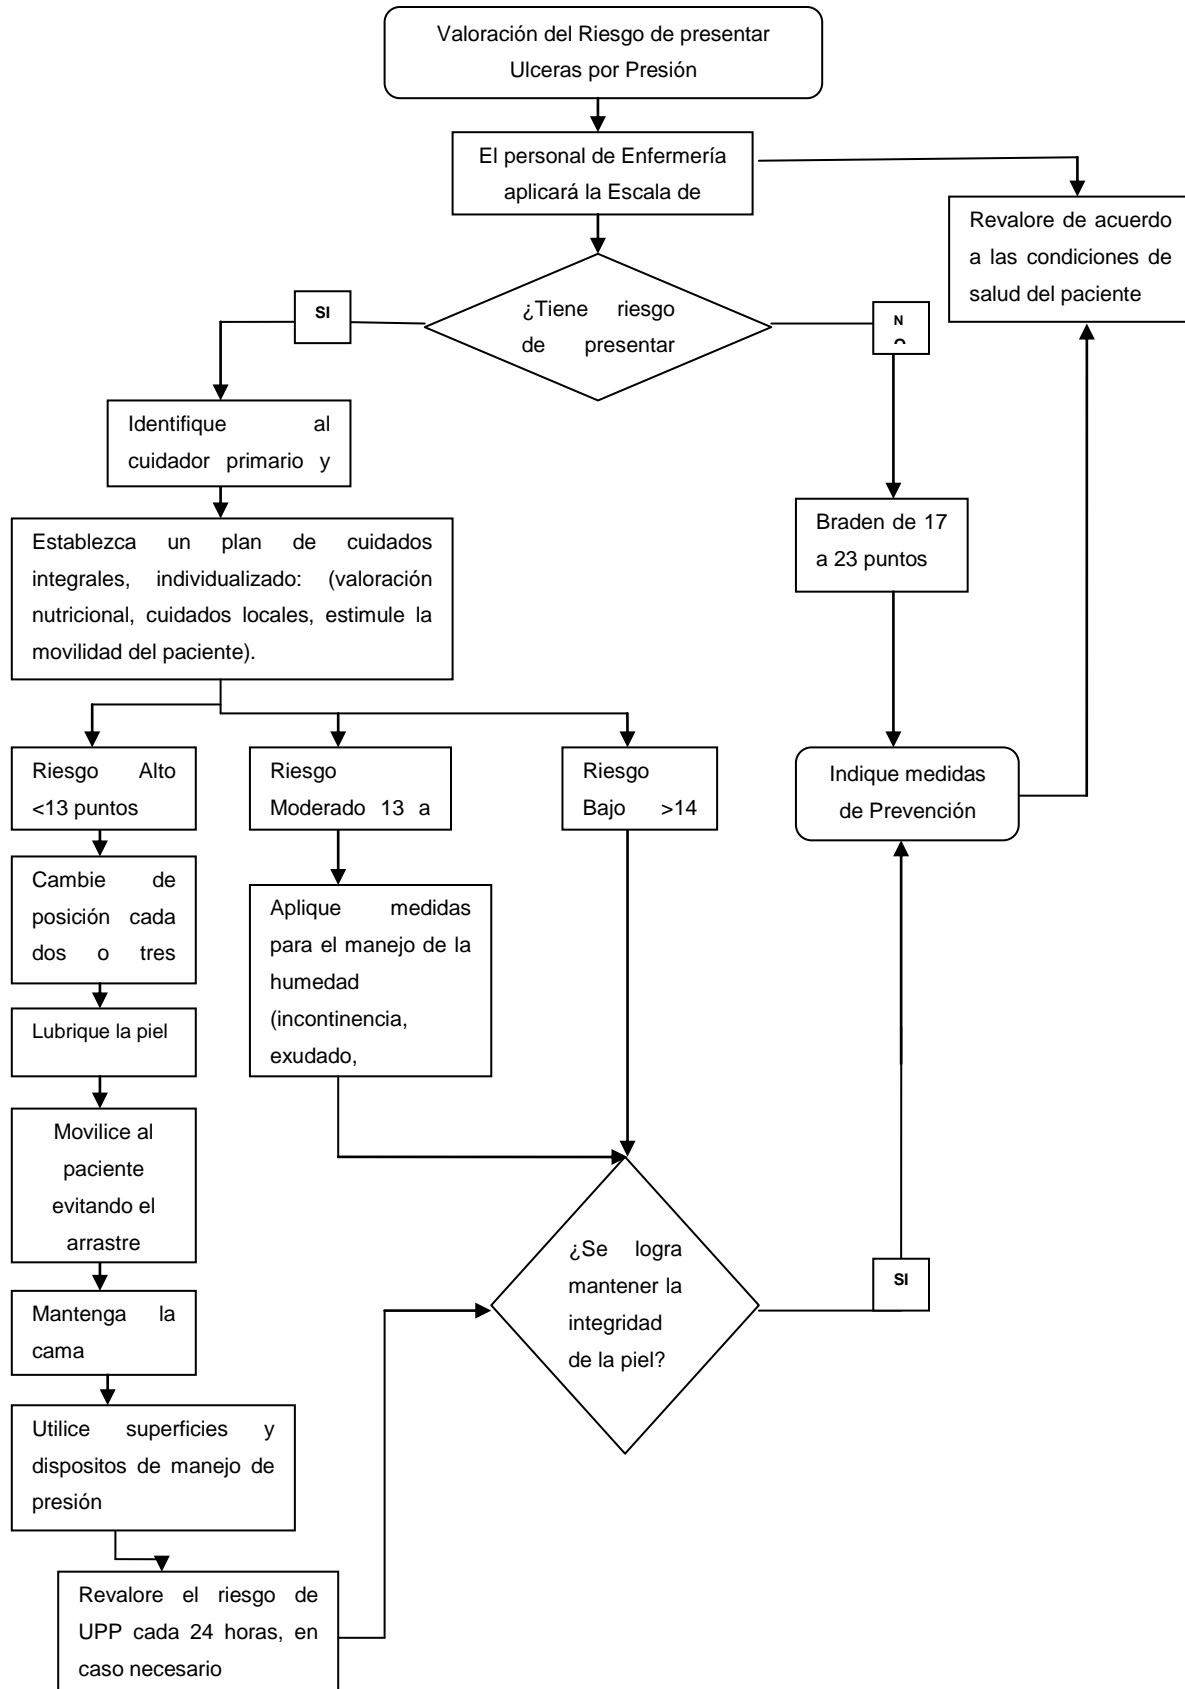 Valoración del Riesgo de presentar
Ulceras por Presión
El personal de Enfermería
aplicará la Escala de
Revalore de acuerdo
a las condiciones de
salud del paciente
¿Tiene riesgo
de presentar
SI
N
O
Identifique al
cuidador primario y
Braden de 17
a 23 puntos
Establezca un plan de cuidados
integrales, individualizado: (valoración
nutricional, cuidados locales, estimule la
movilidad del paciente).
Riesgo Alto
<13 puntos
Riesgo
Moderado 13 a
Riesgo
Bajo >14
Indique medidas
de Prevención
Cambie de
posición cada
dos o tres
Aplique medidas
para el manejo de la
humedad
(incontinencia,
exudado,
Lubrique la piel
Movilice al
paciente
evitando el
arrastre
¿Se logra
mantener la
integridad
de la piel?
SI
Mantenga la
cama
Utilice superficies y
dispositos de manejo de
presión
Revalore el riesgo de
UPP cada 24 horas, en
caso necesario